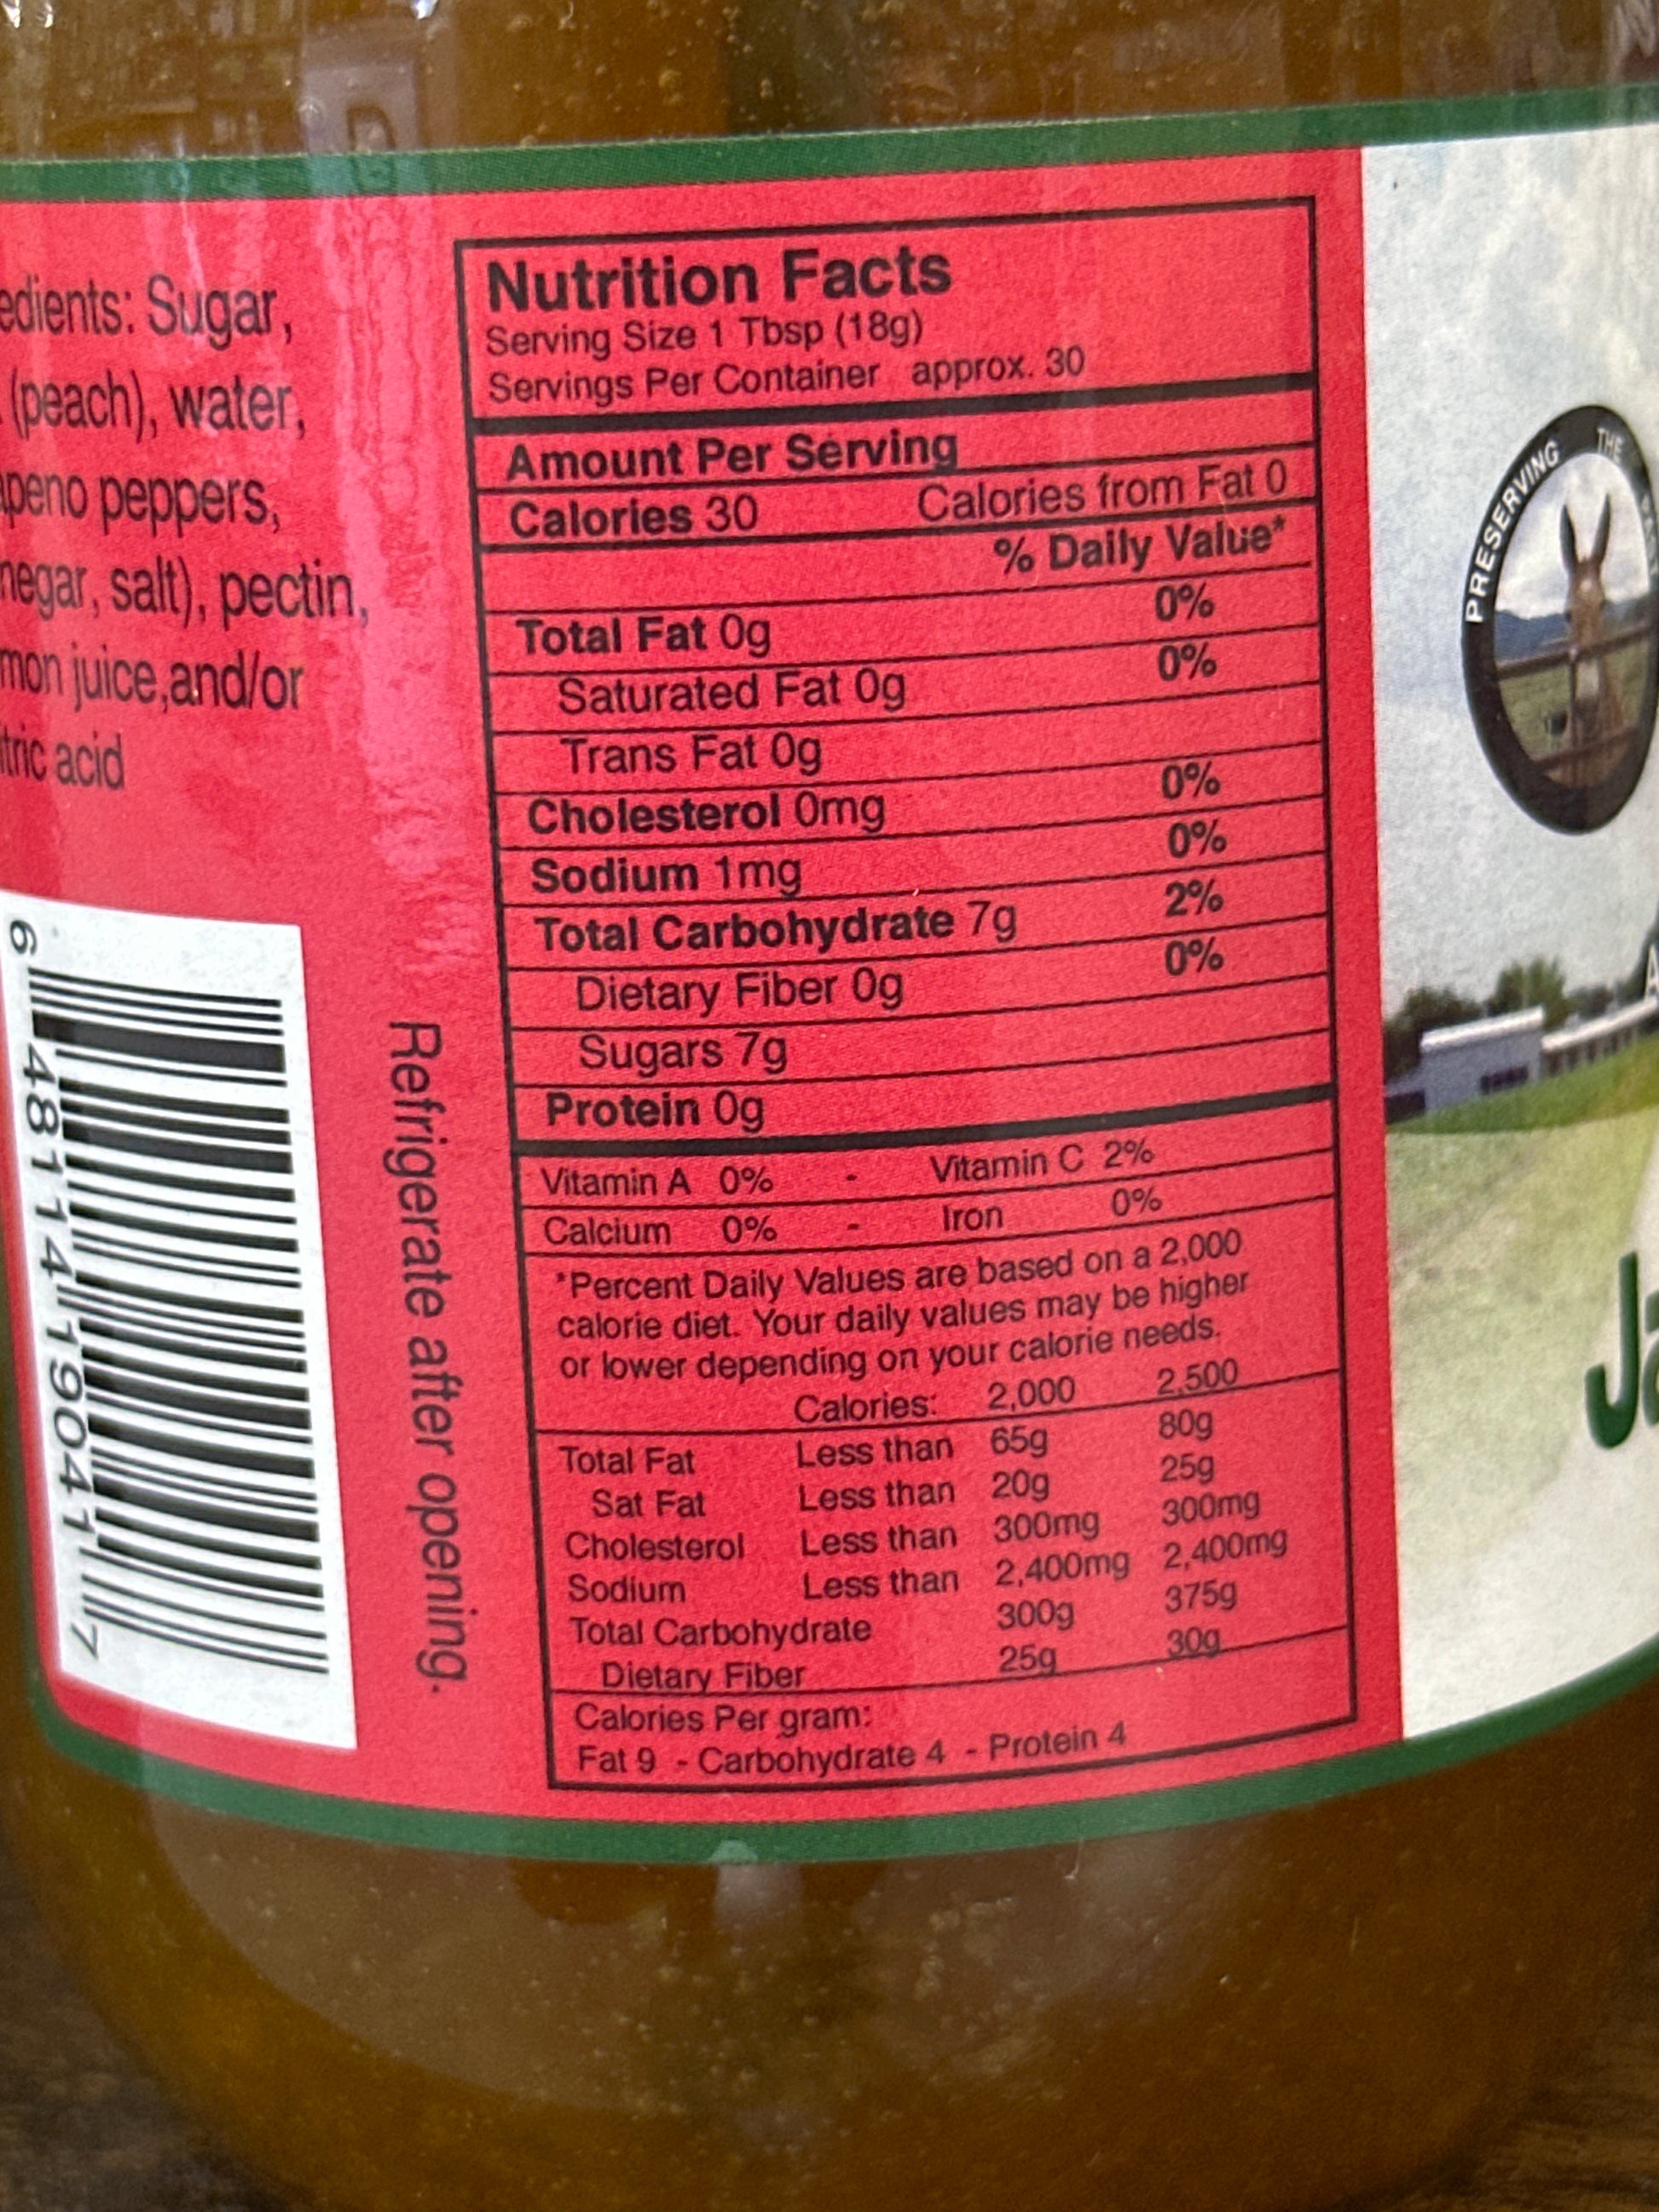 edients: Sugar,
(peach), water,
peno peppers,
negar, salt), pectin,
mon juice,and/or
tric acid
6 48114 19041 7
Refrigerate after opening.
Nutrition Facts
Serving Size 1 Tbsp (18g)
Servings Per Container approx. 30
Amount Per Serving
Calories 30 Calories from Fat 0
% Daily Value*
Total Fat 0g 0%
Saturated Fat 0g 0%
Trans Fat 0g
Cholesterol 0mg 0%
Sodium 1mg 0%
Total Carbohydrate 7g 2%
Dietary Fiber 0g 0%
Sugars 7g
Protein 0g
Vitamin A 0% - Vitamin C 2%
Calcium 0% - Iron 0%
*Percent Daily Values are based on a 2,000
calorie diet. Your daily values may be higher
or lower depending on your calorie needs.
Calories: 2,000 2,500
Total Fat Less than 65g 80g
Sat Fat Less than 20g 25g
Cholesterol Less than 300mg 300mg
Sodium Less than 2,400mg 2,400mg
Total Carbohydrate 300g 375g
Dietary Fiber 25g 30g
Calories Per gram:
Fat 9 - Carbohydrate 4 - Protein 4
PRESERVING THE
Ja